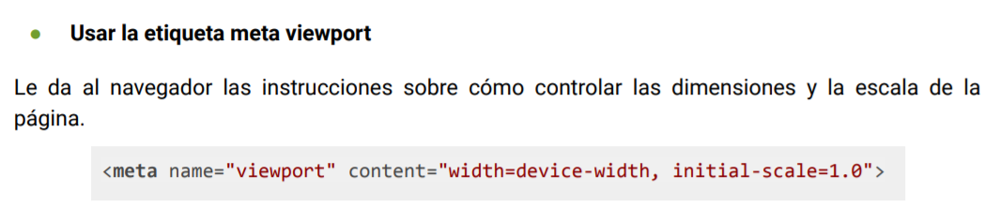 Usar la etiqueta meta viewport
Le da al navegador las instrucciones sobre cómo controlar las dimensiones y la escala de la
página.
<meta name="viewport" content="width=device-width, initial-scale=1.0">